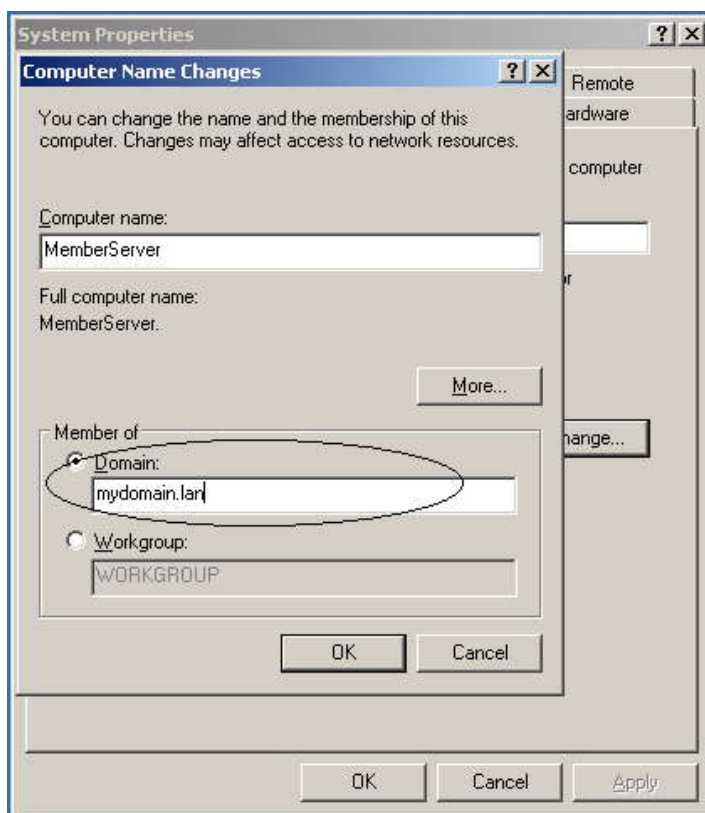 System Properties
Computer Name Changes
Remote
ardware
You can change the name and the membership of this
computer. Changes may affect access to network resources.
computer
Computer name:
MemberServer
Full computer name:
MemberServer.
More...
Member of
hange...
Domain:
mydomain.lan
Workgroup:
WORKGROUP
OK
Cancel
OK
Cancel
Apply